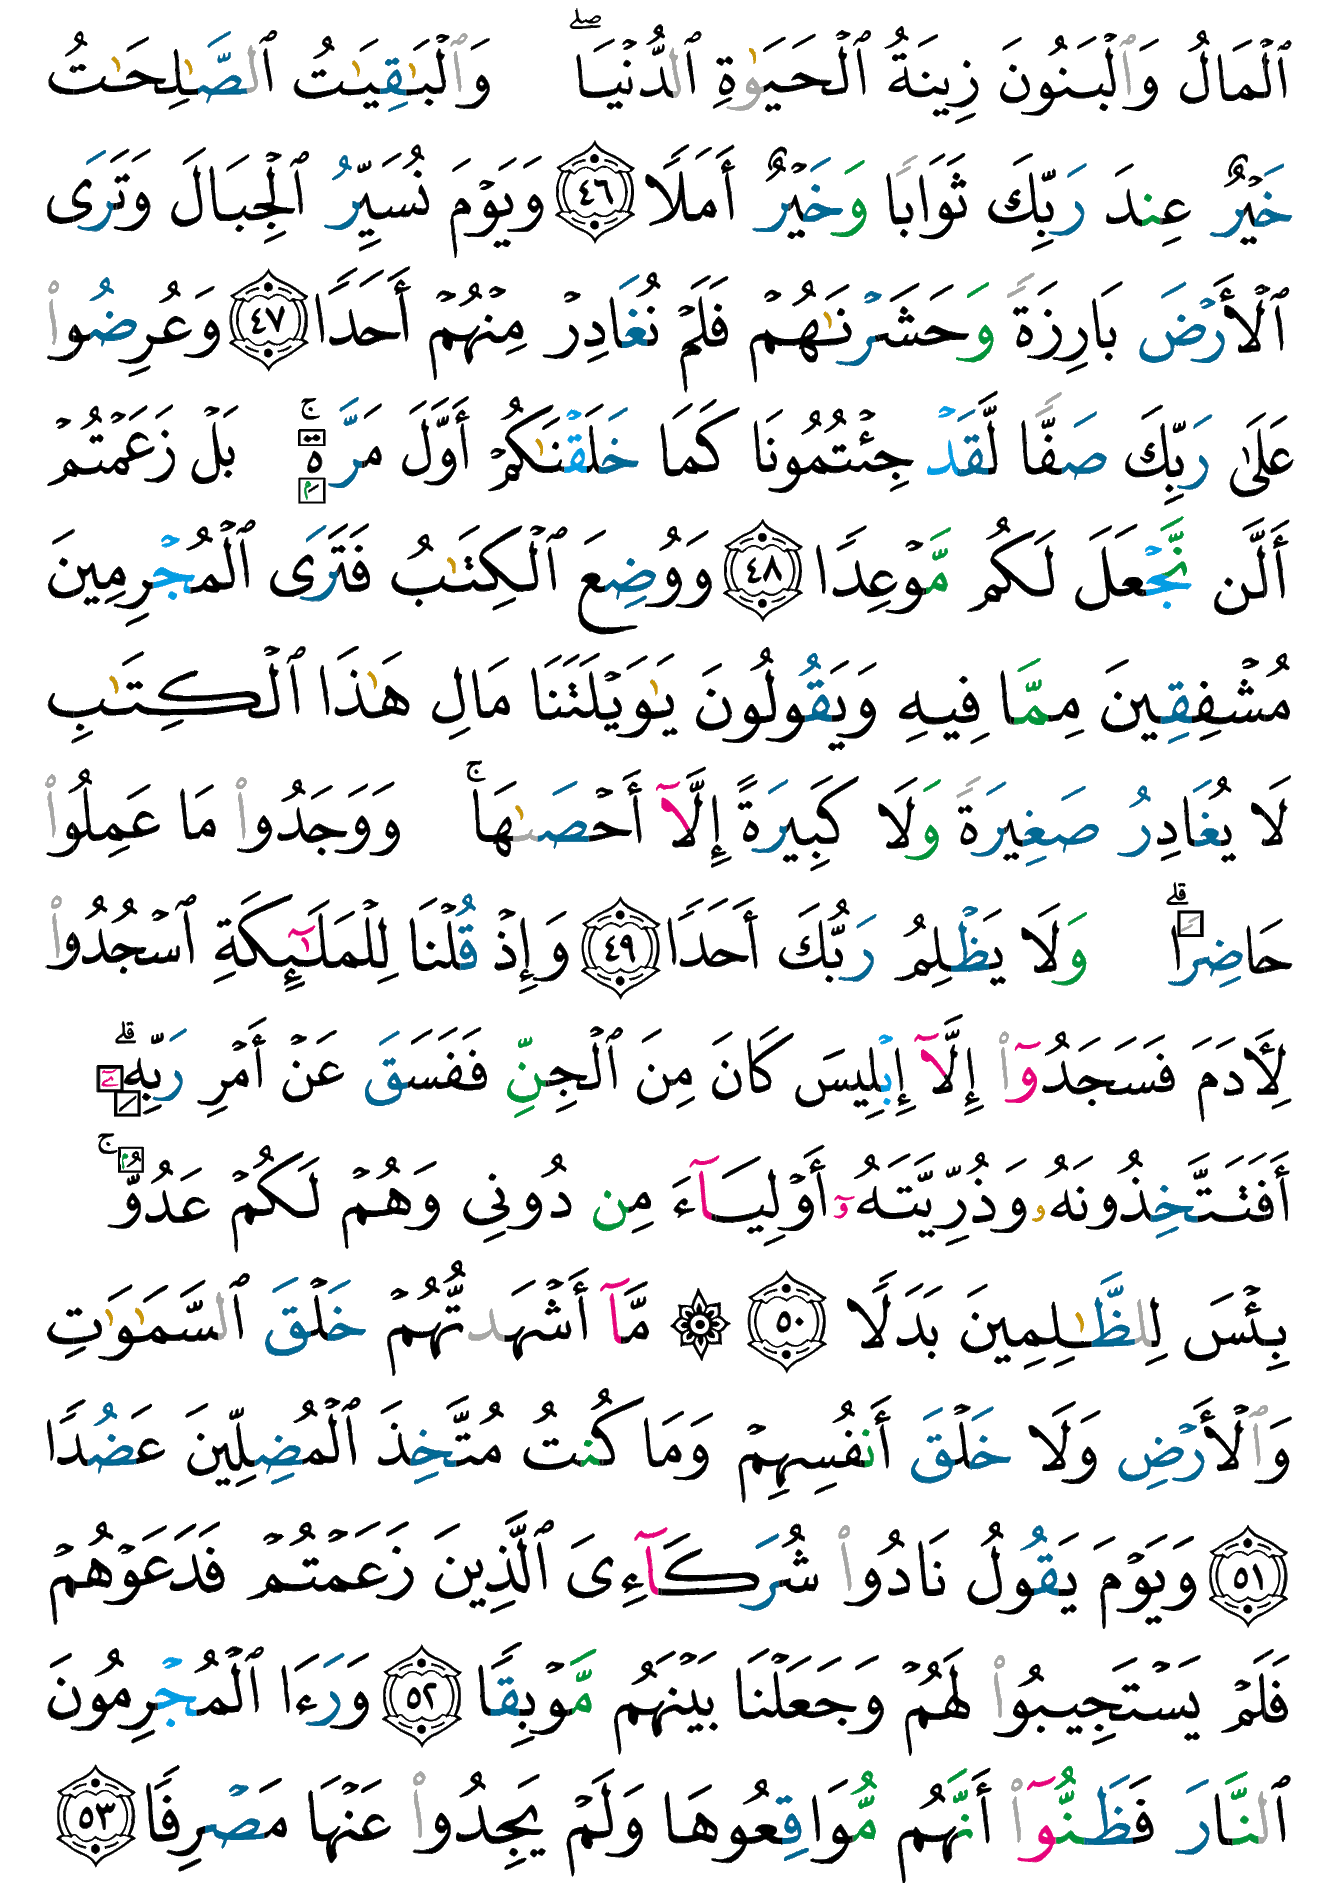 ٱلْمَالُ وَٱلْبَنُونَ زِينَةُ ٱلْحَيَوٰةِ ٱلدُّنْيَا ۖ وَٱلْبَـٰقِيَـٰتُ ٱلصَّـٰلِحَـٰتُ
خَيْرٌ عِندَ رَبِّكَ ثَوَابًا وَخَيْرٌ أَمَلًا ٤٦ وَيَوْمَ نُسَيِّرُ ٱلْجِبَالَ وَتَرَى
ٱلْأَرْضَ بَارِزَةً وَحَشَرْنَـٰهُمْ فَلَمْ نُغَادِرْ مِنْهُمْ أَحَدًا ٤٧ وَعُرِضُوا۟
عَلَىٰ رَبِّكَ صَفًّا لَّقَدْ جِئْتُمُونَا كَمَا خَلَقْنَـٰكُمْ أَوَّلَ مَرَّةٍۭ ۚ بَلْ زَعَمْتُمْ
أَلَّن نَّجْعَلَ لَكُم مَّوْعِدًا ٤٨ وَوُضِعَ ٱلْكِتَـٰبُ فَتَرَى ٱلْمُجْرِمِينَ
مُشْفِقِينَ مِمَّا فِيهِ وَيَقُولُونَ يَـٰوَيْلَتَنَا مَالِ هَـٰذَا ٱلْكِتَـٰبِ
لَا يُغَادِرُ صَغِيرَةً وَلَا كَبِيرَةً إِلَّآ أَحْصَىٰهَا ۚ وَوَجَدُوا۟ مَا عَمِلُوا۟
حَاضِرًا ۗ وَلَا يَظْلِمُ رَبُّكَ أَحَدًا ٤٩ وَإِذْ قُلْنَا لِلْمَلَـٰٓئِكَةِ ٱسْجُدُوا۟
لِـَٔادَمَ فَسَجَدُوٓا۟ إِلَّآ إِبْلِيسَ كَانَ مِنَ ٱلْجِنِّ فَفَسَقَ عَنْ أَمْرِ رَبِّهِۦٓ ۗ
أَفَتَتَّخِذُونَهُۥ وَذُرِّيَّتَهُۥٓ أَوْلِيَآءَ مِن دُونِى وَهُمْ لَكُمْ عَدُوٌّۢ ۚ
بِئْسَ لِلظَّـٰلِمِينَ بَدَلًا ٥٠ ۞ مَّآ أَشْهَدتُّهُمْ خَلْقَ ٱلسَّمَـٰوَٰتِ
وَٱلْأَرْضِ وَلَا خَلْقَ أَنفُسِهِمْ وَمَا كُنتُ مُتَّخِذَ ٱلْمُضِلِّينَ عَضُدًا
٥١ وَيَوْمَ يَقُولُ نَادُوا۟ شُرَكَآءِىَ ٱلَّذِينَ زَعَمْتُمْ فَدَعَوْهُمْ
فَلَمْ يَسْتَجِيبُوا۟ لَهُمْ وَجَعَلْنَا بَيْنَهُم مَّوْبِقًا ٥٢ وَرَءَا ٱلْمُجْرِمُونَ
ٱلنَّارَ فَظَنُّوٓا۟ أَنَّهُم مُّوَاقِعُوهَا وَلَمْ يَجِدُوا۟ عَنْهَا مَصْرِفًا ٥٣